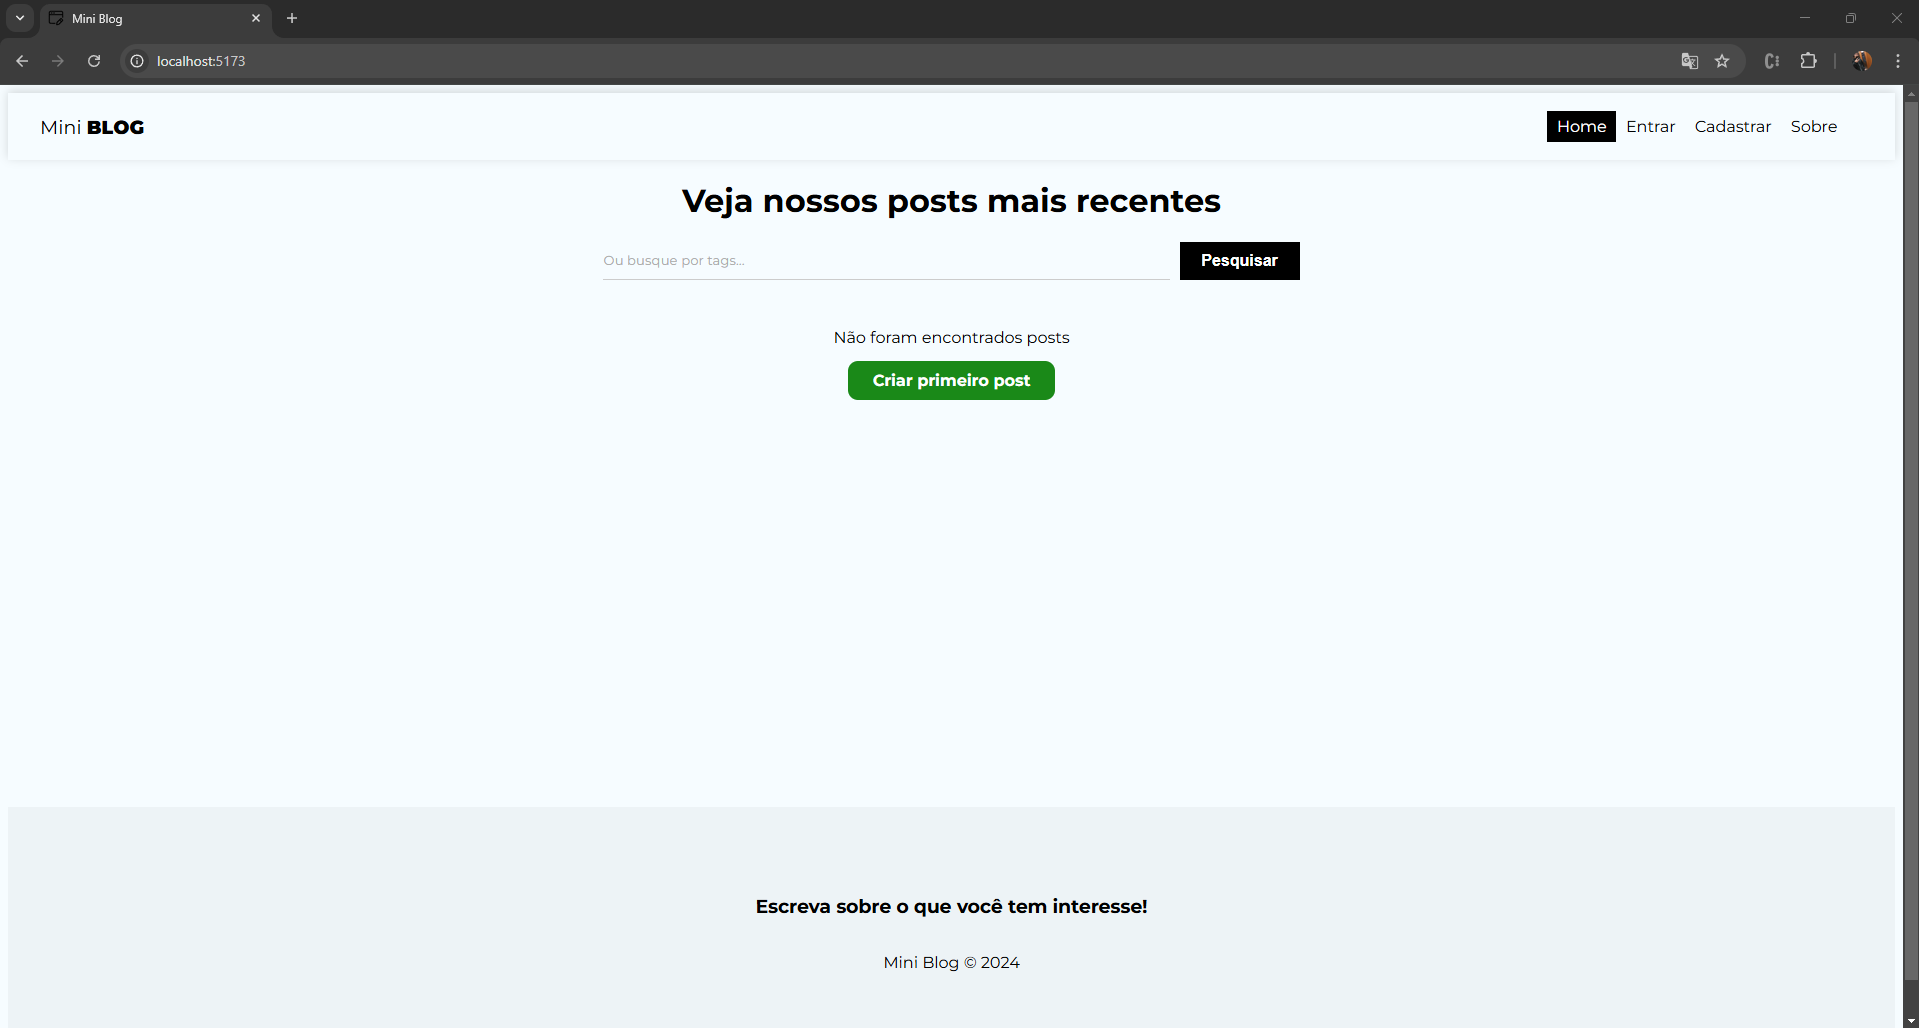 Mini Blog
localhost:5173
Mini BLOG
Home Entrar Cadastrar Sobre
Veja nossos posts mais recentes
Ou busque por tags...
Pesquisar
Não foram encontrados posts
Criar primeiro post
Escreva sobre o que você tem interesse!
Mini Blog © 2024